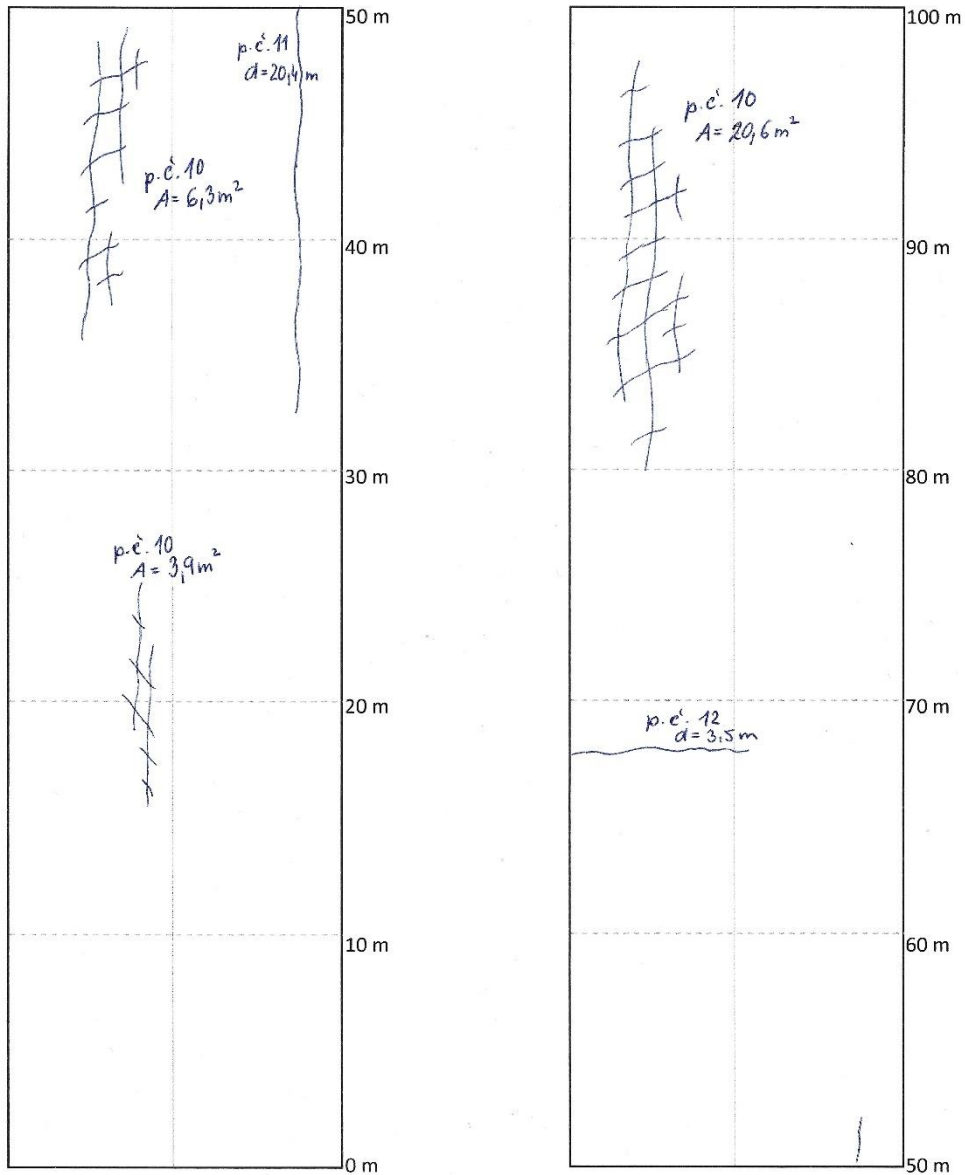 50 m
p.č. 11
d=20,4 m
p.č. 10
A= 6,3 m²
40 m
30 m
p.č. 10
A= 3,9 m²
20 m
10 m
0 m
100 m
p.č. 10
A= 20,6 m²
90 m
80 m
70 m
p.č. 12
d= 3,5 m
60 m
50 m